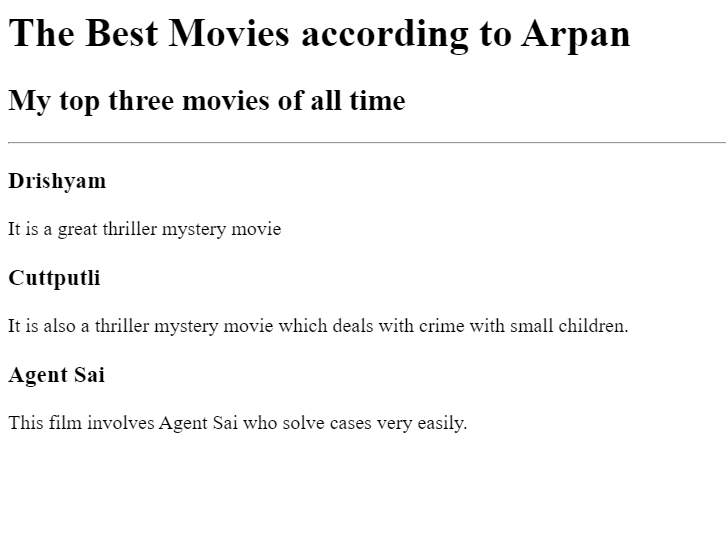 The Best Movies according to Arpan
My top three movies of all time
Drishyam
It is a great thriller mystery movie
Cuttputli
It is also a thriller mystery movie which deals with crime with small children.
Agent Sai
This film involves Agent Sai who solve cases very easily.